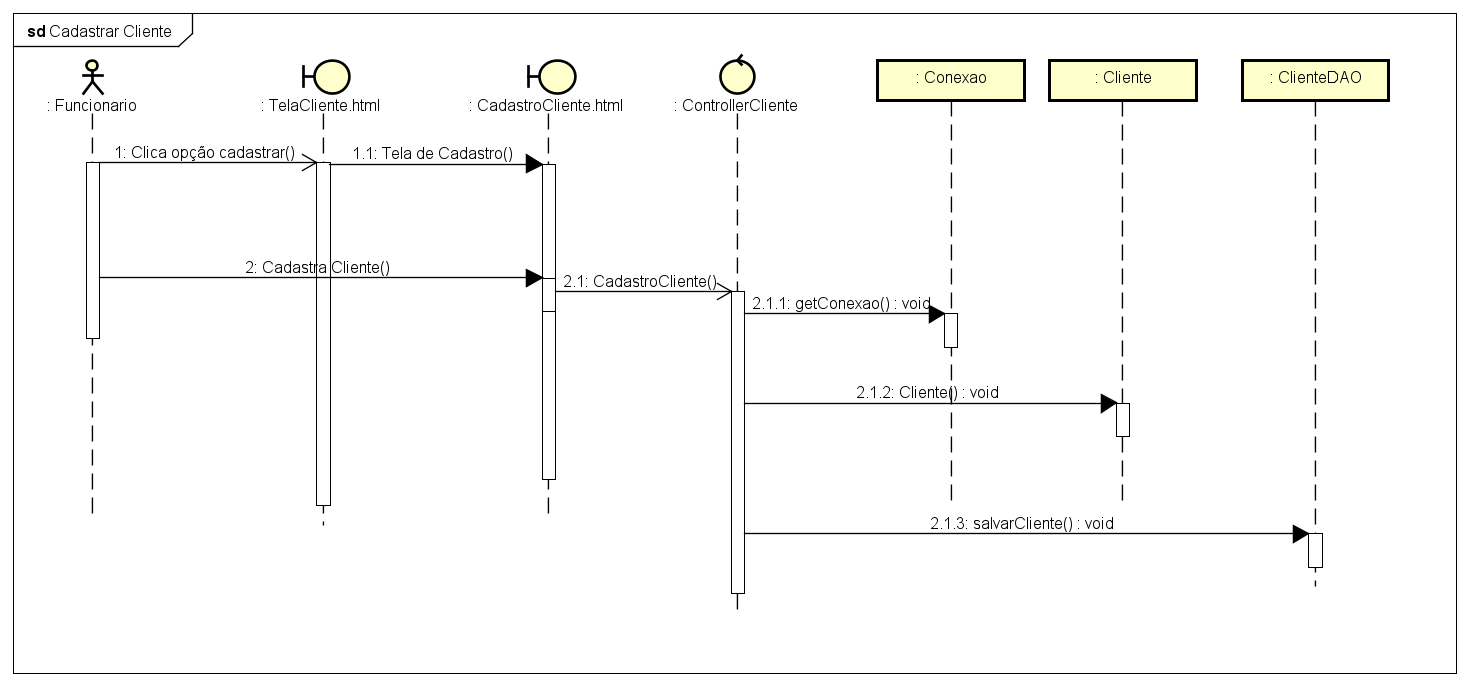 sd Cadastrar Cliente
: Funcionario
: TelaCliente.html
: CadastroCliente.html
: ControllerCliente
: Conexao
: Cliente
: ClienteDAO
1: Clica opção cadastrar()
1.1: Tela de Cadastro()
2: Cadastra Cliente()
2.1: CadastroCliente()
2.1.1: getConexao() : void
2.1.2: Cliente() : void
2.1.3: salvarCliente() : void